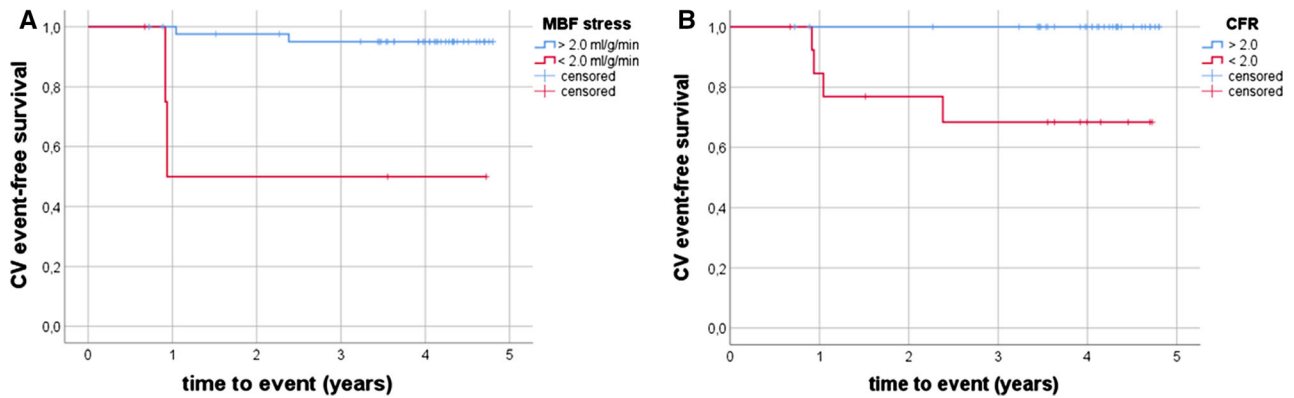 A
MBF stress
> 2.0 ml/g/min
< 2.0 ml/g/min
censored
censored
CV event-free survival
1,0
0,8
0,6
0,4
0,2
0,0
0 1 2 3 4 5
time to event (years)
B
CFR
> 2.0
< 2.0
censored
censored
CV event-free survival
1,0
0,8
0,6
0,4
0,2
0,0
0 1 2 3 4 5
time to event (years)